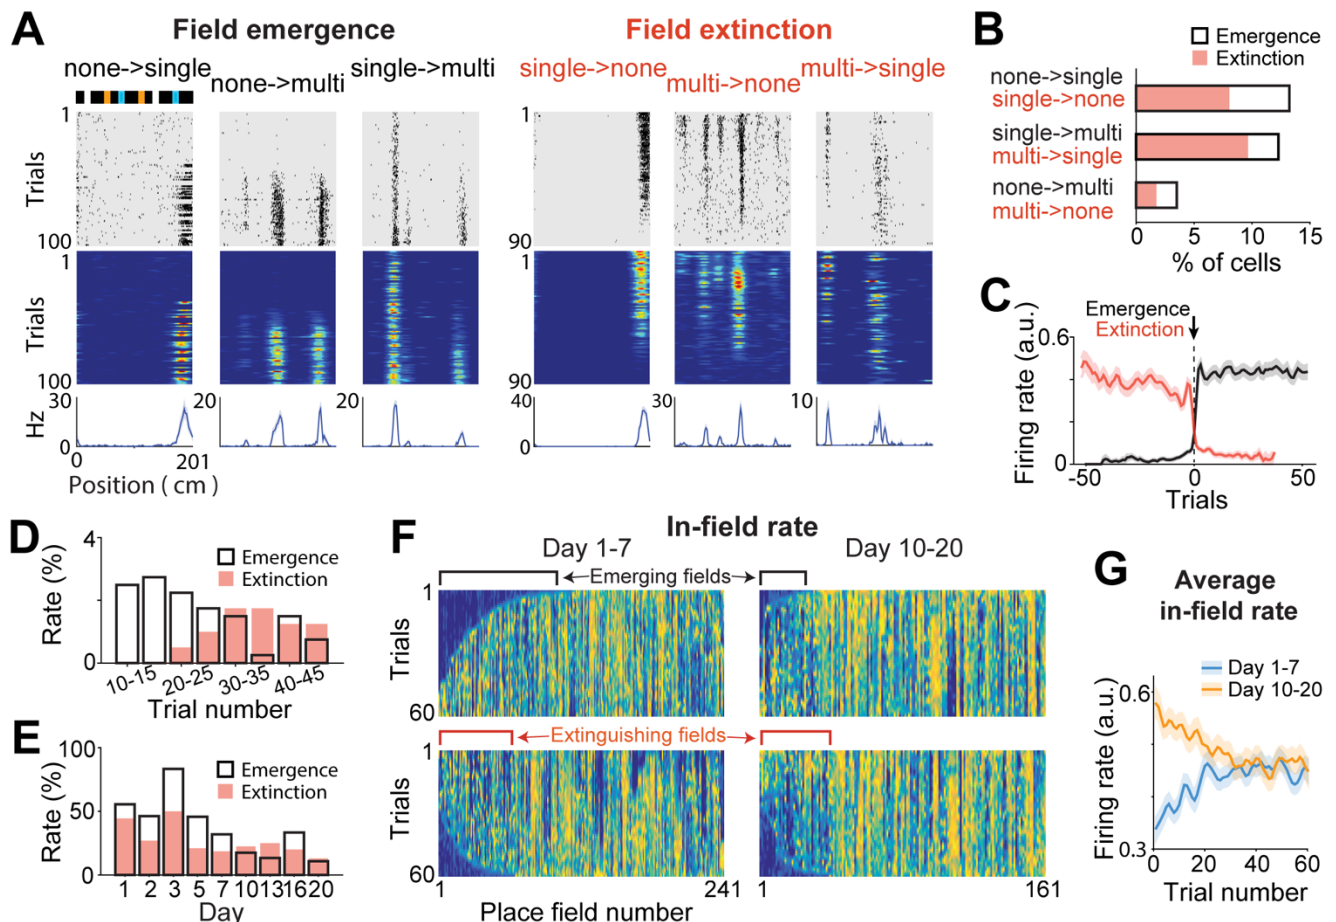 A
Field emergence
Field extinction
none->single
none->multi
single->multi
single->none
multi->none
multi->single
1
Trials
100
1
90
1
Trials
100
1
90
30
Hz
0
20
20
40
0
30
10
0
201
Position ( cm )
B
Emergence
Extinction
none->single
single->none
single->multi
multi->single
none->multi
multi->none
0
5
10
15
% of cells
C
Emergence
Extinction
Firing rate (a.u.)
0.6
0
-50
0
50
Trials
D
Rate (%)
4
0
Emergence
Extinction
10-15
20-25
30-35
40-45
Trial number
E
Rate (%)
100
50
0
Emergence
Extinction
1 2 3 5 7 10 13 16 20
Day
F
In-field rate
Day 1-7
Day 10-20
Emerging fields
1
Trials
60
Extinguishing fields
1
Trials
60
1
241
1
161
Place field number
G
Average
in-field rate
Day 1-7
Day 10-20
Firing rate (a.u.)
0.6
0.3
0
20
40
60
Trial number